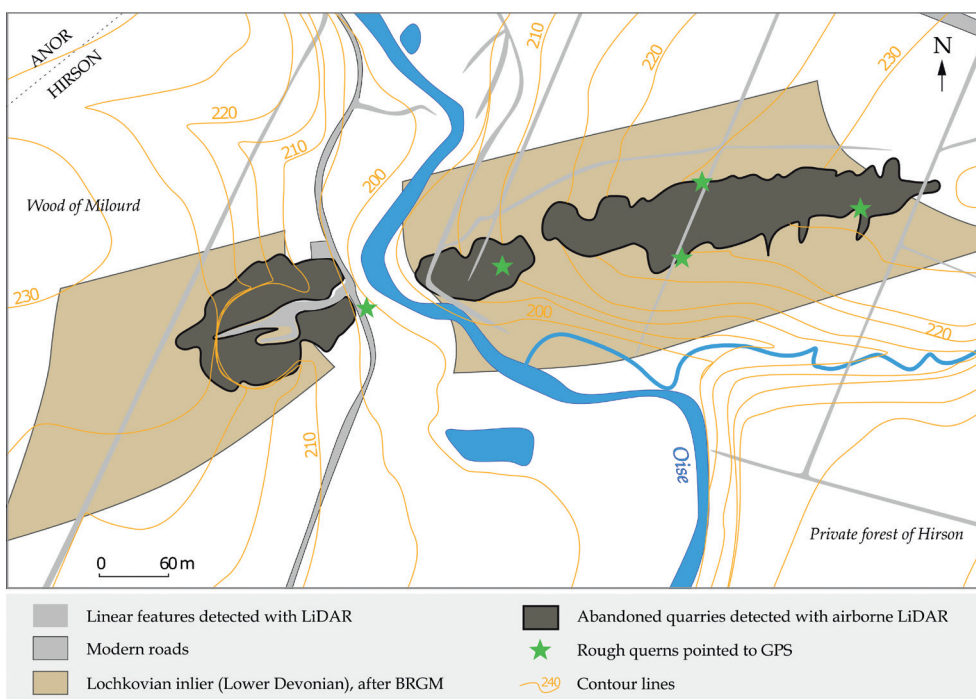 ANOR
HIRSON
220
210
200
210
220
230
N
Wood of Milourd
230
200
220
210
Oise
0 60 m
Private forest of Hirson
Linear features detected with LiDAR
Modern roads
Lochkovian inlier (Lower Devonian), after BRGM
Abandoned quarries detected with airborne LiDAR
Rough querns pointed to GPS
240 Contour lines